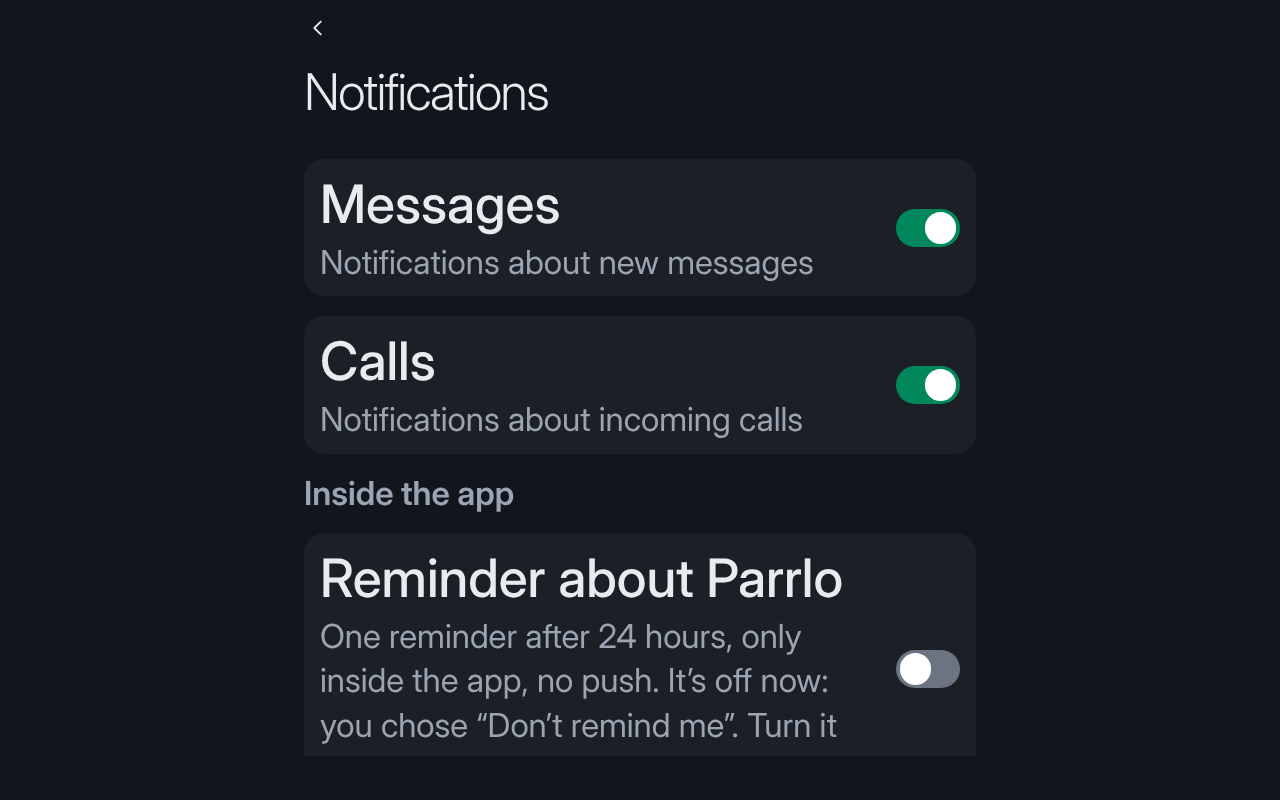 Notifications
Messages
Notifications about new messages
Calls
Notifications about incoming calls
Inside the app
Reminder about Parrlo
One reminder after 24 hours, only
inside the app, no push. It’s off now:
you chose “Don’t remind me”. Turn it